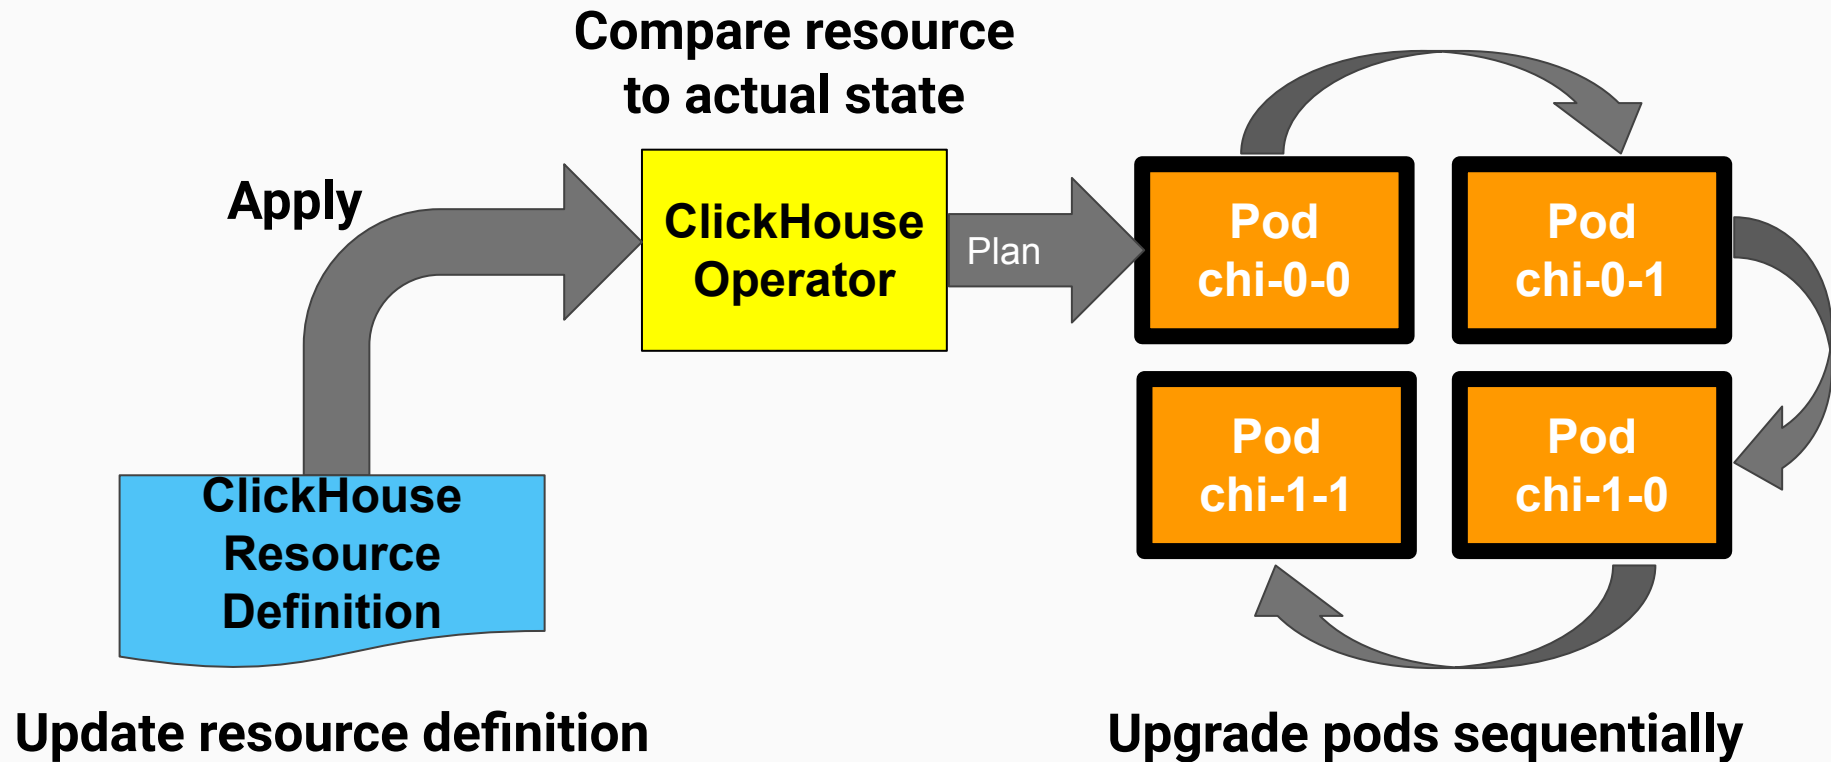 Compare resource
to actual state
Apply
ClickHouse
Operator
Plan
Pod
chi-0-0
Pod
chi-0-1
Pod
chi-1-1
Pod
chi-1-0
ClickHouse
Resource
Definition
Update resource definition
Upgrade pods sequentially